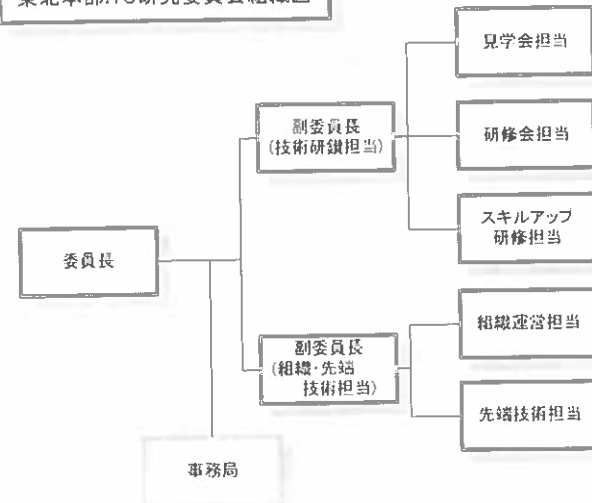 見学会担当
副委員長
(技術研鑚担当)
研修会担当
スキルアップ
研修担当
委員長
組織運営担当
副委員長
(組織・先端
技術担当)
先端技術担当
事務局